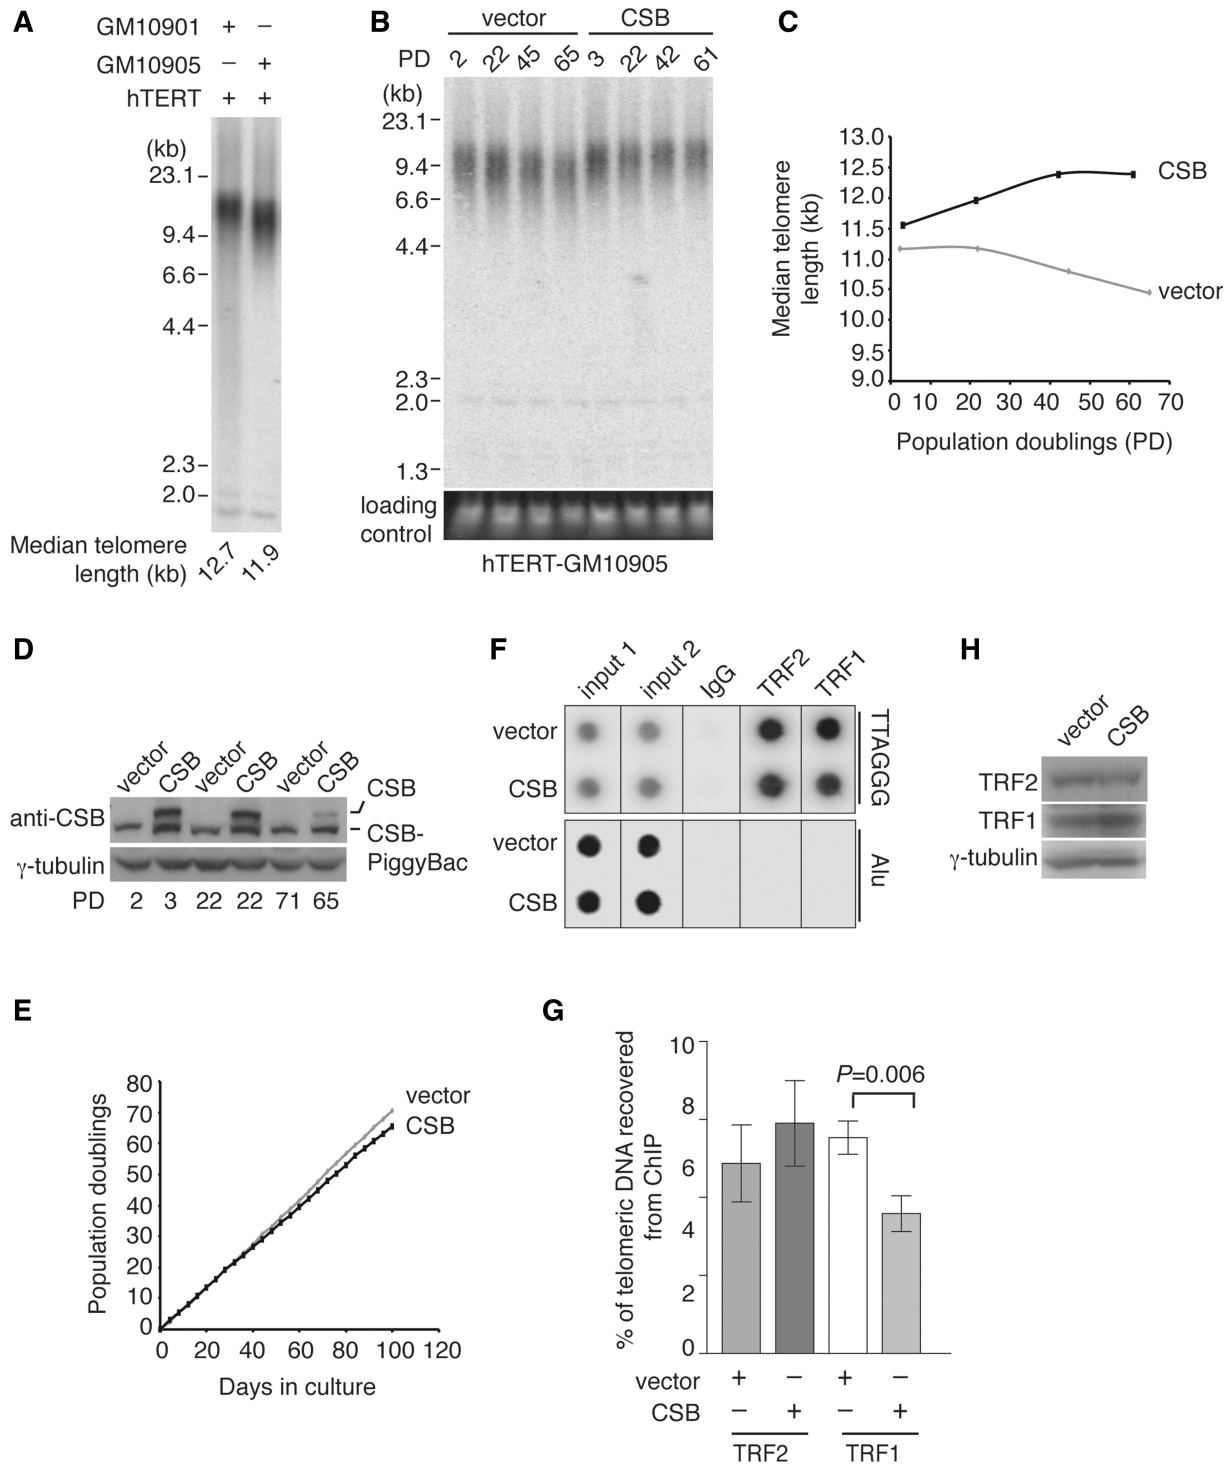 A
GM10901 + –
GM10905 – +
hTERT + +
(kb)
23.1
9.4
6.6
4.4
2.3
2.0
Median telomere
length (kb)
12.7 11.9
B
vector CSB
PD 2 22 45 65 3 22 42 61
(kb)
23.1
9.4
6.6
4.4
2.3
2.0
1.3
loading
control
hTERT-GM10905
C
Median telomere
length (kb)
13.0
12.5
12.0
11.5
11.0
10.5
10.0
9.5
9.0
CSB
vector
0 10 20 30 40 50 60 70
Population doublings (PD)
D
vector CSB vector CSB vector CSB
anti-CSB
CSB
CSB-
PiggyBac
γ-tubulin
PD 2 3 22 22 71 65
F
input 1 input 2 IgG TRF2 TRF1
vector
CSB
TTAGGG
vector
CSB
Alu
H
vector CSB
TRF2
TRF1
γ-tubulin
E
Population doublings
80
70
60
50
40
30
20
10
0
vector
CSB
0 20 40 60 80 100 120
Days in culture
G
% of telomeric DNA recovered
from ChIP
10
8
6
4
2
0
P=0.006
vector + – + –
CSB – + – +
TRF2 TRF1